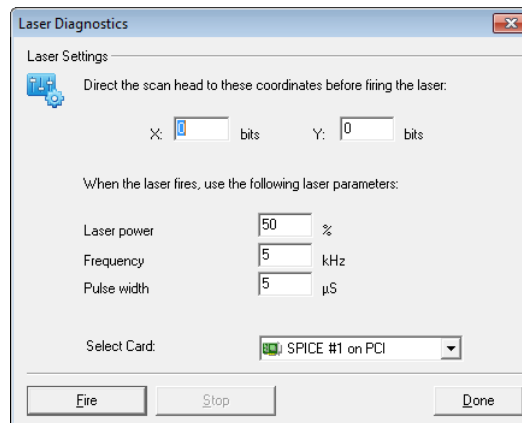 Laser Diagnostics
Laser Settings
Direct the scan head to these coordinates before firing the laser:
X: 0 bits Y: 0 bits
When the laser fires, use the following laser parameters:
Laser power 50 %
Frequency 5 kHz
Pulse width 5 µS
Select Card: SPICE #1 on PCI
Fire Stop Done